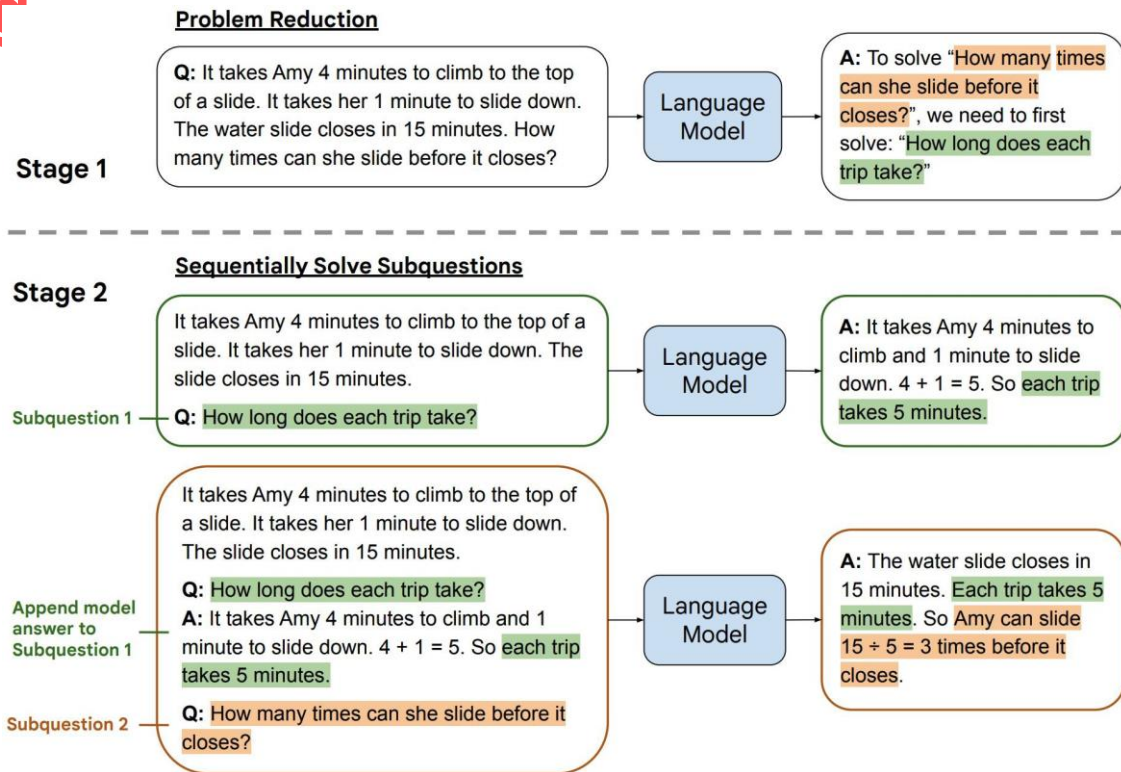 Problem Reduction
Stage 1
Q: It takes Amy 4 minutes to climb to the top
of a slide. It takes her 1 minute to slide down.
The water slide closes in 15 minutes. How
many times can she slide before it closes?
Language
Model
A: To solve “How many times
can she slide before it
closes?”, we need to first
solve: “How long does each
trip take?”
Stage 2
Sequentially Solve Subquestions
It takes Amy 4 minutes to climb to the top of a
slide. It takes her 1 minute to slide down. The
slide closes in 15 minutes.
Subquestion 1
Q: How long does each trip take?
Language
Model
A: It takes Amy 4 minutes to
climb and 1 minute to slide
down. 4 + 1 = 5. So each trip
takes 5 minutes.
It takes Amy 4 minutes to climb to the top of
a slide. It takes her 1 minute to slide down.
The slide closes in 15 minutes.
Q: How long does each trip take?
Append model
answer to
Subquestion 1
A: It takes Amy 4 minutes to climb and 1
minute to slide down. 4 + 1 = 5. So each trip
takes 5 minutes.
Subquestion 2
Q: How many times can she slide before it
closes?
Language
Model
A: The water slide closes in
15 minutes. Each trip takes 5
minutes. So Amy can slide
15 ÷ 5 = 3 times before it
closes.